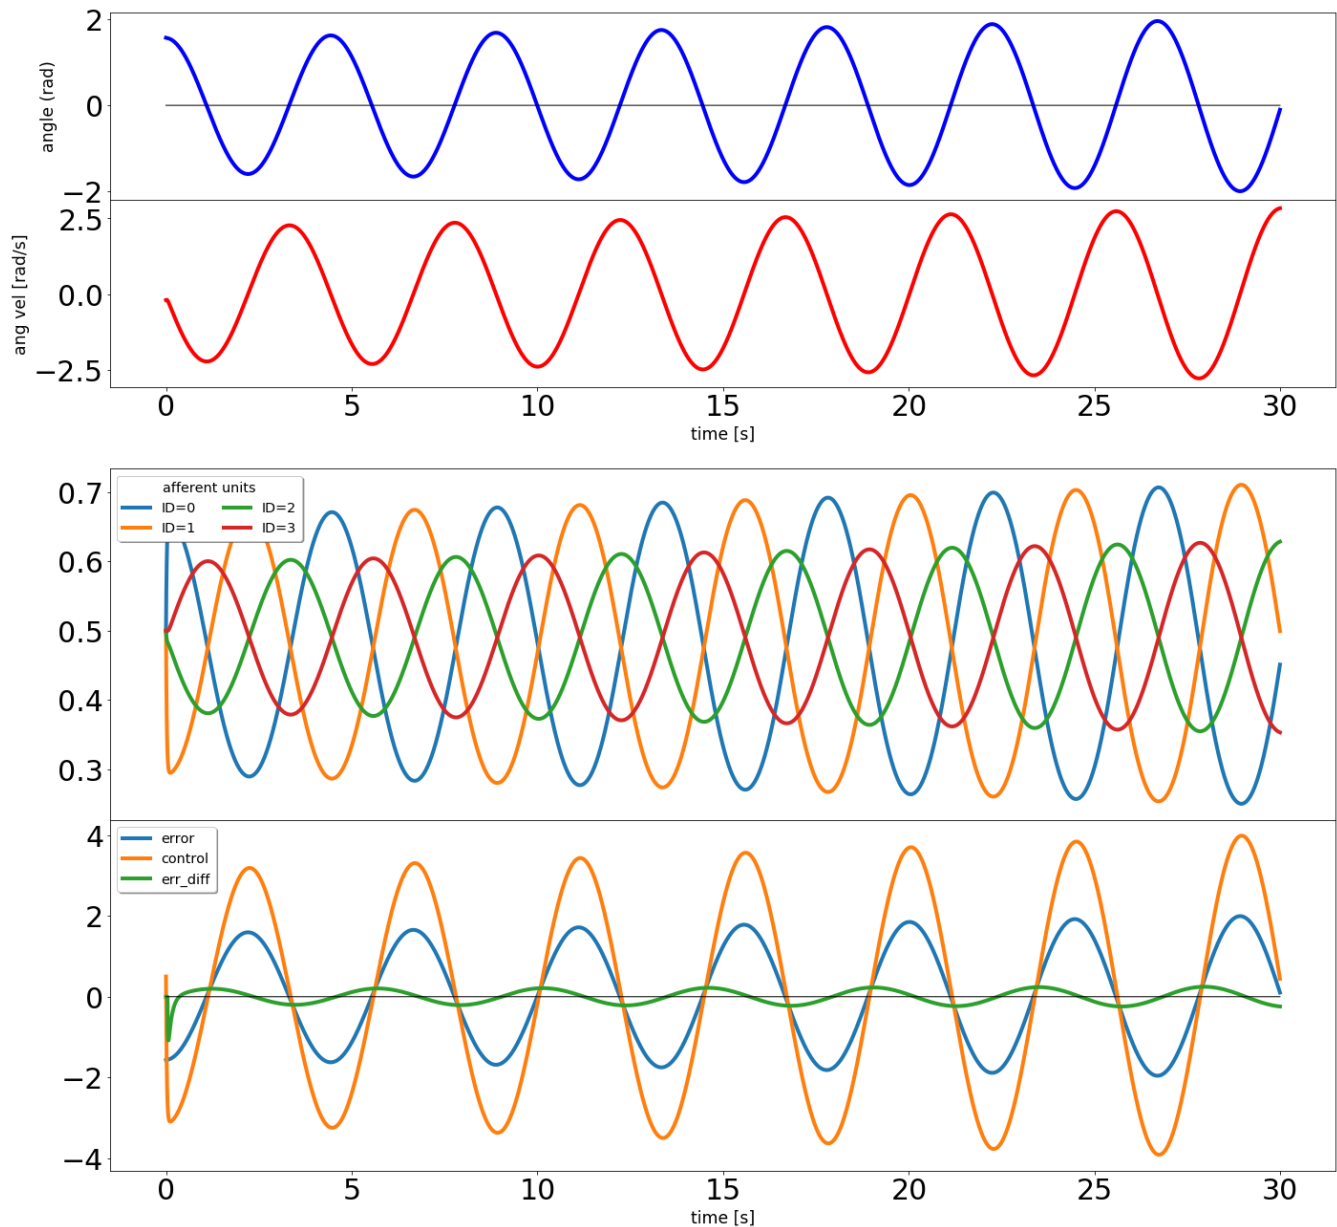 2
0
−2
angle (rad)
2.5
0.0
−2.5
ang vel [rad/s]
0 5 10 15 20 25 30
time [s]
0.7
0.6
0.5
0.4
0.3
afferent units
ID=0 ID=2
ID=1 ID=3
4
2
0
−2
−4
error
control
err_diff
0 5 10 15 20 25 30
time [s]